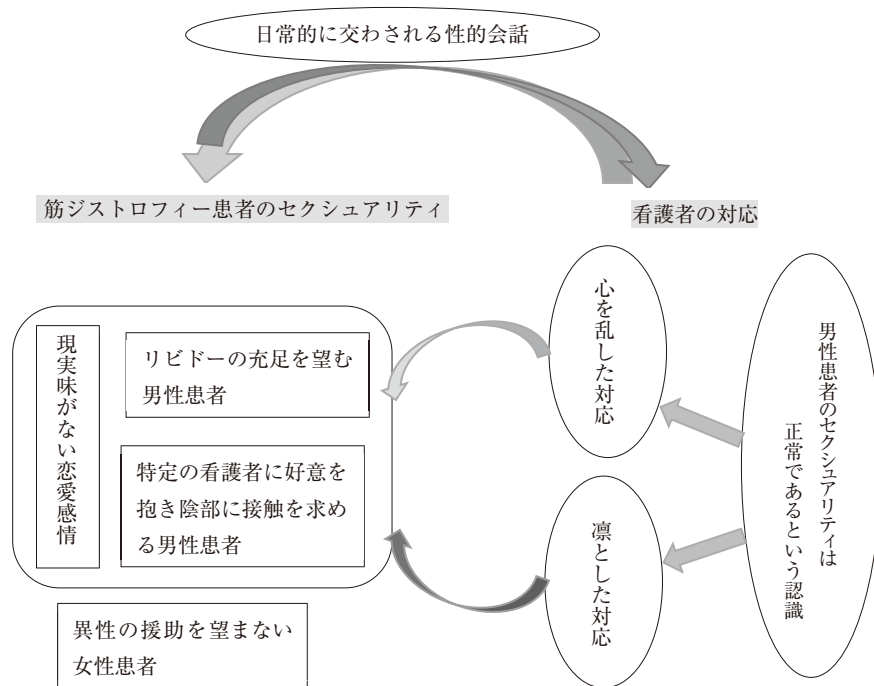 日常的に交わされる性的会話
筋ジストロフィー患者のセクシュアリティ
看護者の対応
現実味がない恋愛感情
リビドーの充足を望む
男性患者
特定の看護者に好意を
抱き陰部に接触を求め
る男性患者
異性の援助を望まない
女性患者
心を乱した対応
凛とした対応
男性患者のセクシュアリティは
正常であるという認識